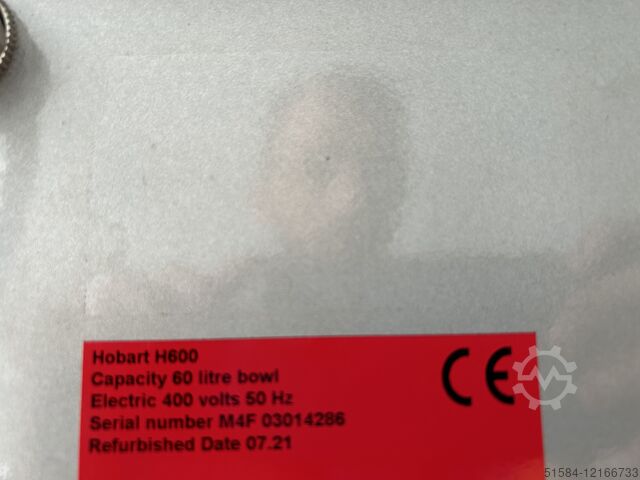 Hobart H600
Capacity 60 litre bowl
Electric 400 volts 50 Hz
Serial number M4F 03014286
Refurbished Date 07.21
CE
51584-12166733